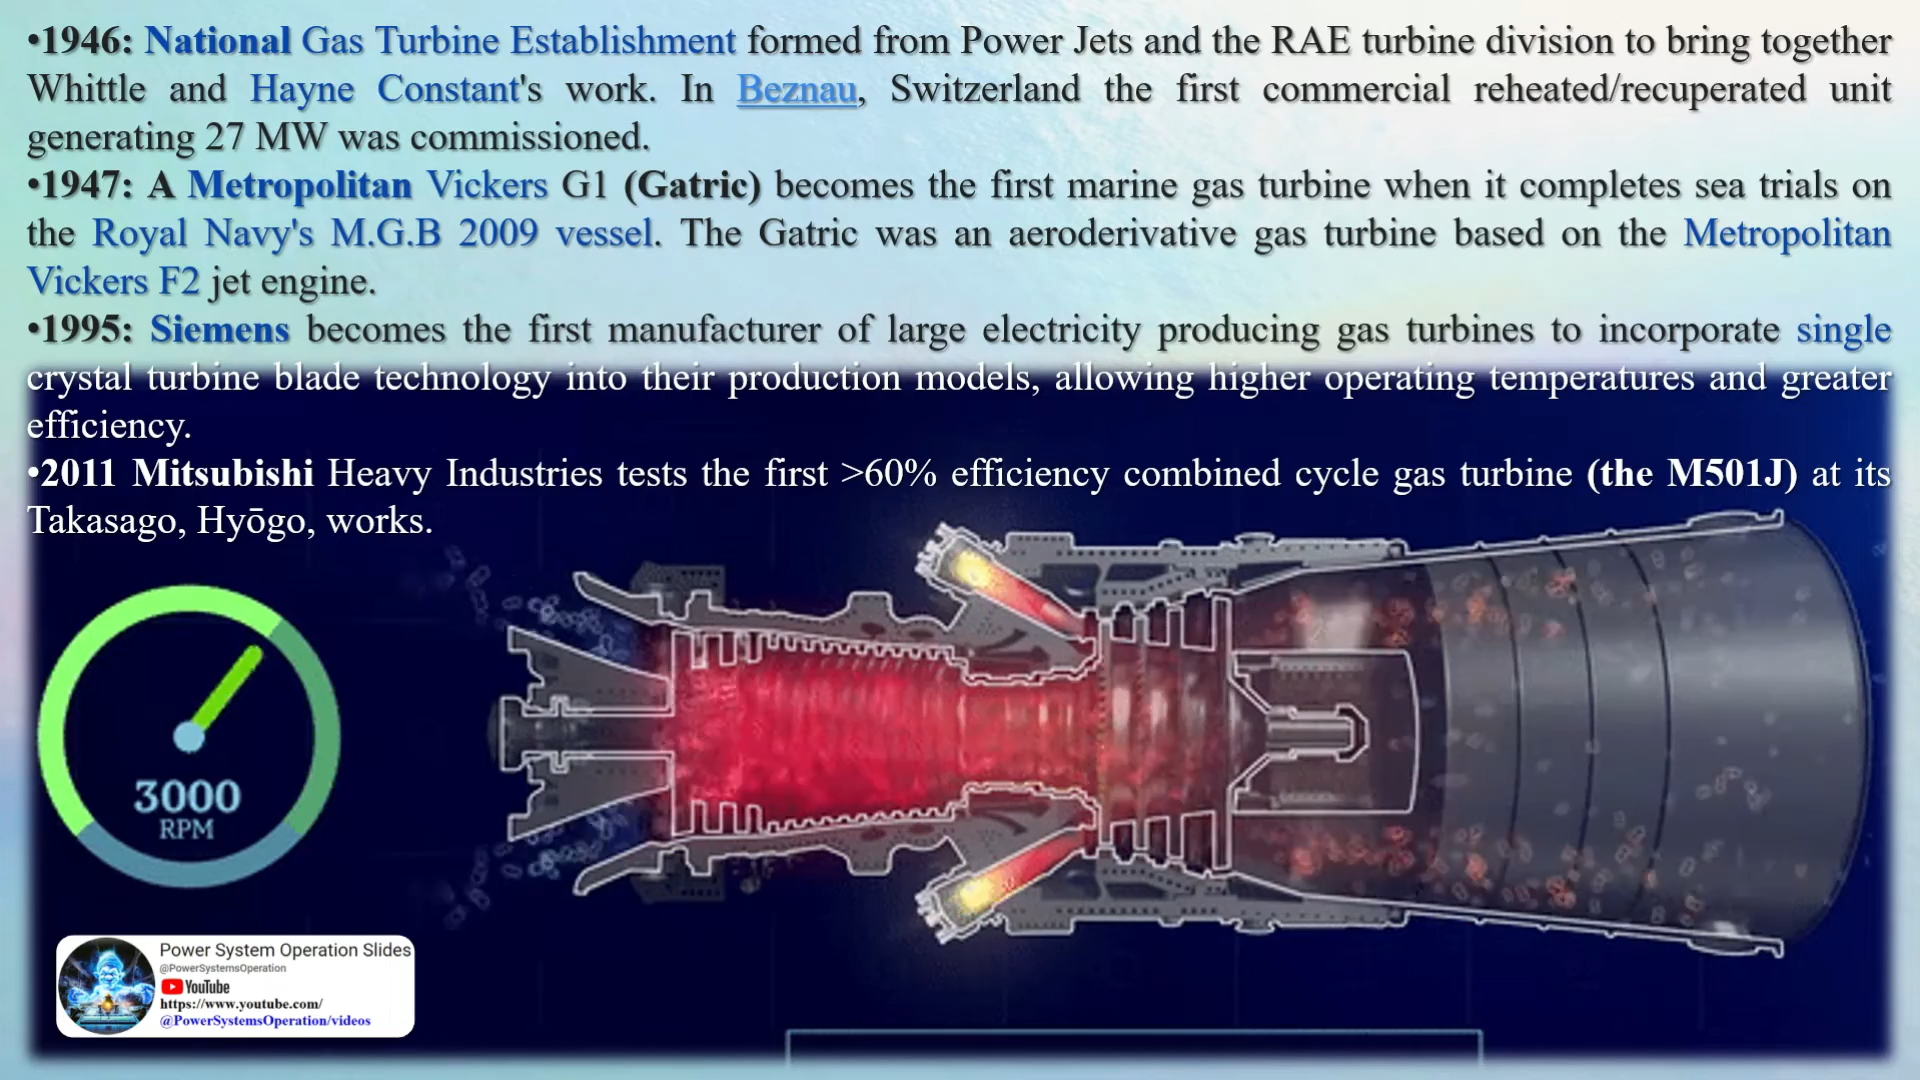 •1946: National Gas Turbine Establishment formed from Power Jets and the RAE turbine division to bring together
Whittle and Hayne Constant's work. In Beznau, Switzerland the first commercial reheated/recuperated unit
generating 27 MW was commissioned.
•1947: A Metropolitan Vickers G1 (Gatric) becomes the first marine gas turbine when it completes sea trials on
the Royal Navy's M.G.B 2009 vessel. The Gatric was an aeroderivative gas turbine based on the Metropolitan
Vickers F2 jet engine.
•1995: Siemens becomes the first manufacturer of large electricity producing gas turbines to incorporate single
crystal turbine blade technology into their production models, allowing higher operating temperatures and greater
efficiency.
•2011 Mitsubishi Heavy Industries tests the first >60% efficiency combined cycle gas turbine (the M501J) at its
Takasago, Hyōgo, works.
3000
RPM
Power System Operation Slides
@PowerSystemsOperation
YouTube
https://www.youtube.com/
@PowerSystemsOperation/videos